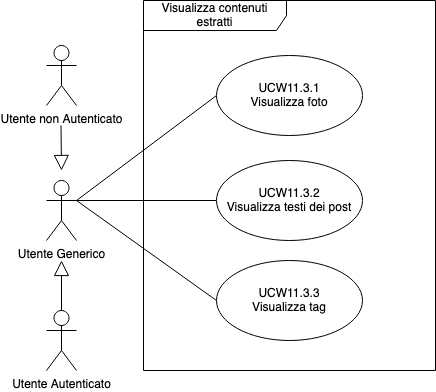 Visualizza contenuti
estratti
UCW11.3.1
Visualizza foto
Utente non Autenticato
UCW11.3.2
Visualizza testi dei post
Utente Generico
UCW11.3.3
Visualizza tag
Utente Autenticato